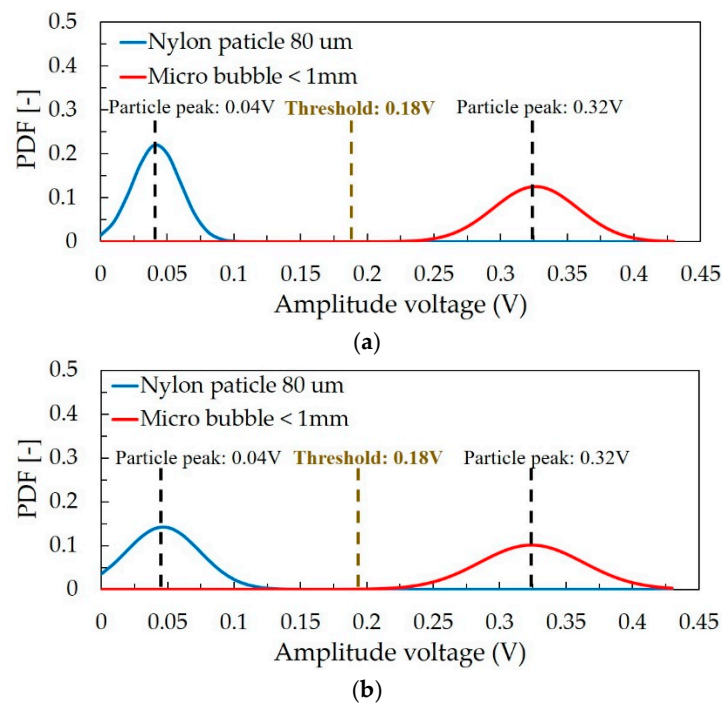 0.5
0.4
0.3
0.2
0.1
0
PDF [-]
Nylon paticle 80 um
Micro bubble < 1mm
Particle peak: 0.04V Threshold: 0.18V Particle peak: 0.32V
0 0.05 0.1 0.15 0.2 0.25 0.3 0.35 0.4 0.45
Amplitude voltage (V)
(a)
0.5
0.4
0.3
0.2
0.1
0
PDF [-]
Nylon paticle 80 um
Micro bubble < 1mm
Particle peak: 0.04V Threshold: 0.18V Particle peak: 0.32V
0 0.05 0.1 0.15 0.2 0.25 0.3 0.35 0.4 0.45
Amplitude voltage (V)
(b)